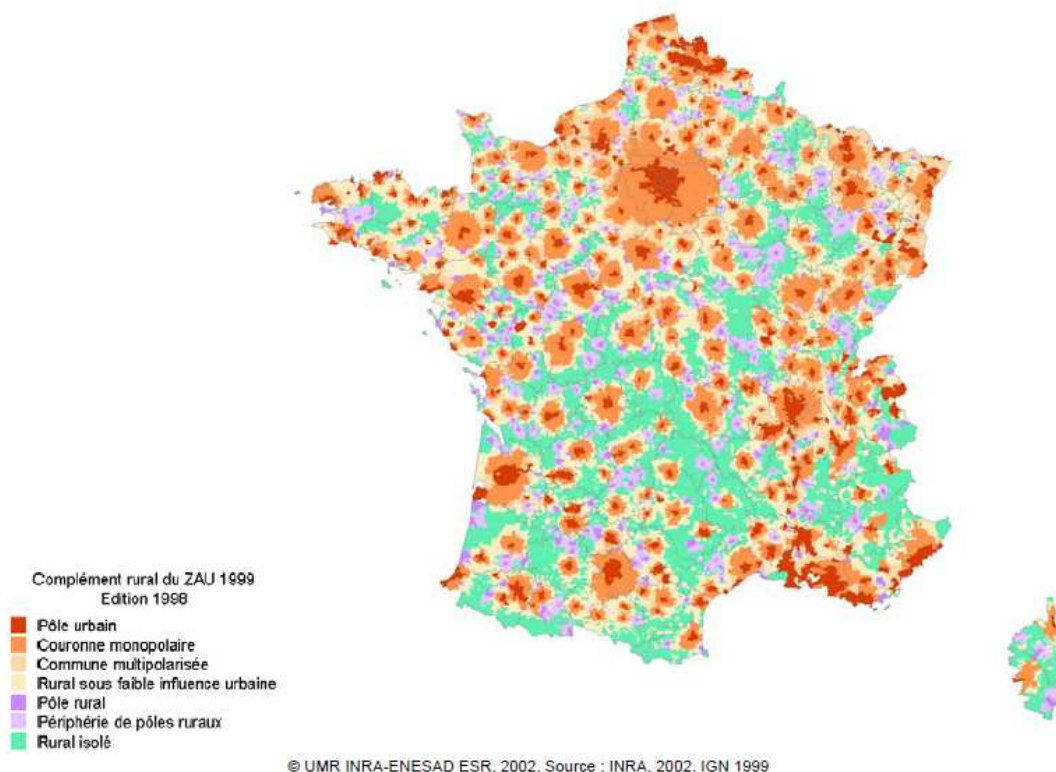 Complément rural du ZAU 1999
Edition 1998
Pôle urbain
Couronne monopolaire
Commune multipolarisée
Rural sous faible influence urbaine
Pôle rural
Périphérie de pôles ruraux
Rural isolé
© UMR INRA-ENESAD ESR, 2002, Source : INRA, 2002, IGN 1999